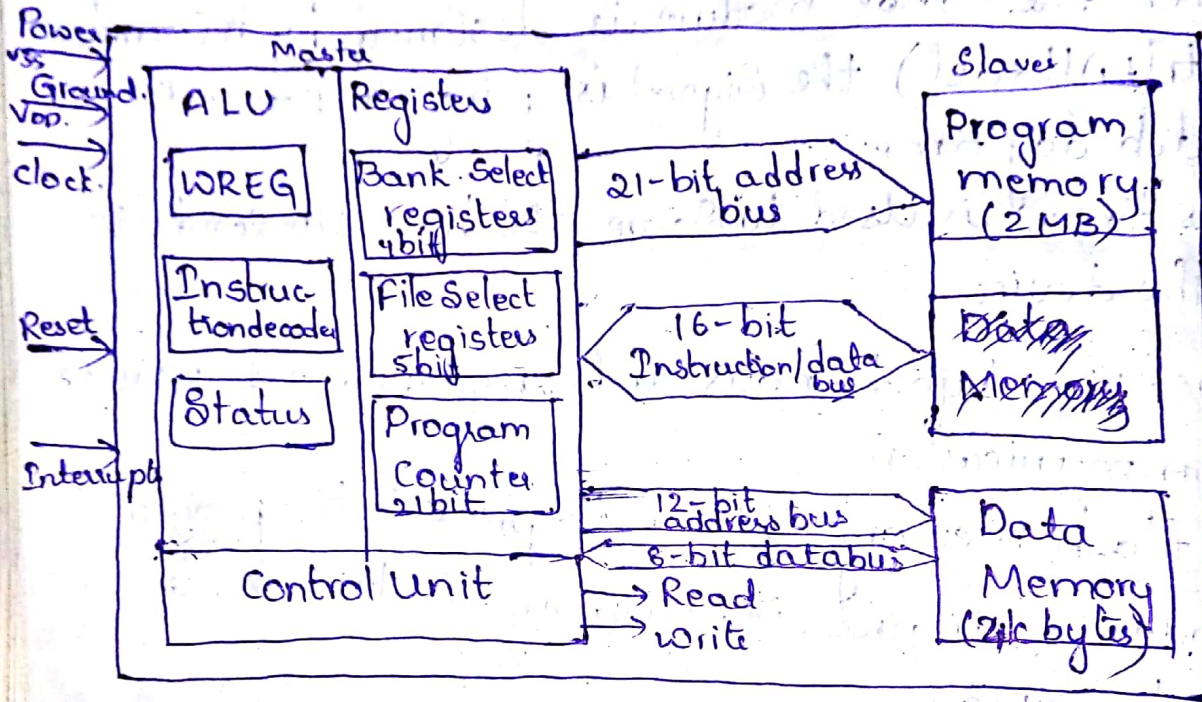 Power
VSS
Ground.
VDD.
clock.
Reset
Interrupt
Master
ALU
WREG
Instruc-
tiondecoder
Status
Registers
Bank Select
registers
4bit
File Select
registers
5bit
Program
Counter
21bit
Control Unit
21-bit address
bus
16-bit
Instruction/data
bus
12-bit
address bus
8-bit databus
Read
Write
Slaves
Program
memory
(2 MB)
Data
Memory
Data
Memory
bytes)